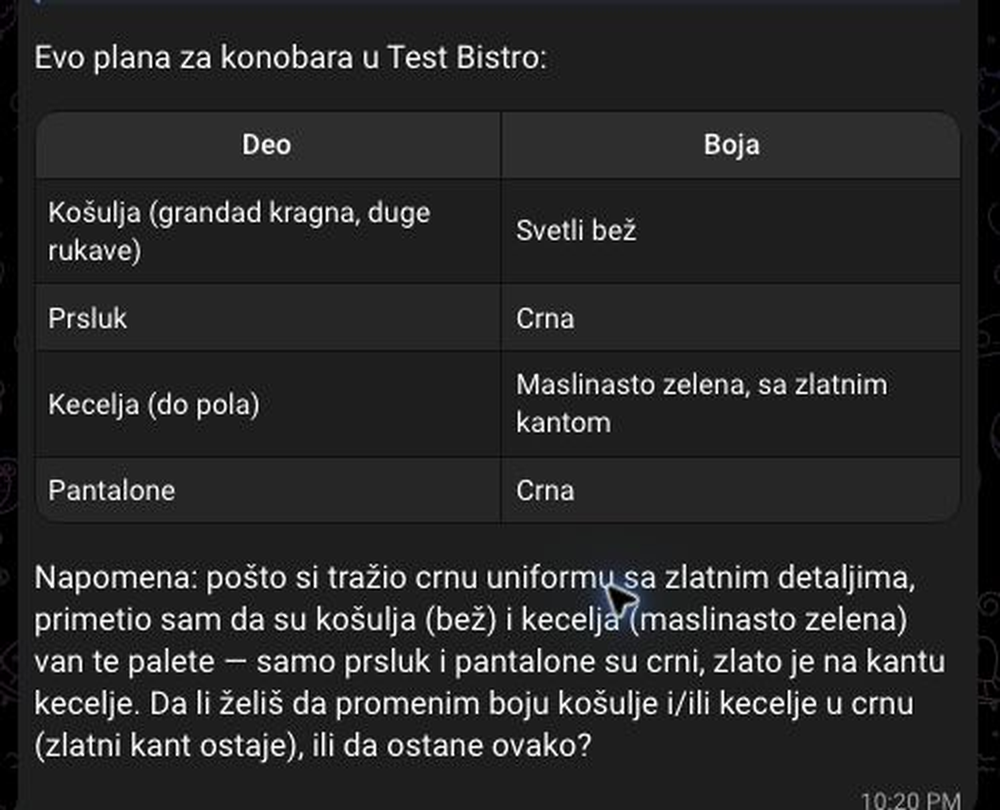 Evo plana za konobara u Test Bistro:
Deo
Boja
Košulja (grandad kragna, duge
rukave)
Svetli bež
Prsluk
Crna
Kecelja (do pola)
Maslinasto zelena, sa zlatnim
kantom
Pantalone
Crna
Napomena: pošto si tražio crnu uniformu sa zlatnim detaljima,
primetio sam da su košulja (bež) i kecelja (maslinasto zelena)
van te palete — samo prsluk i pantalone su crni, zlato je na kantu
kecelje. Da li želiš da promenim boju košulje i/ili kecelje u crnu
(zlatni kant ostaje), ili da ostane ovako?
10:20 PM